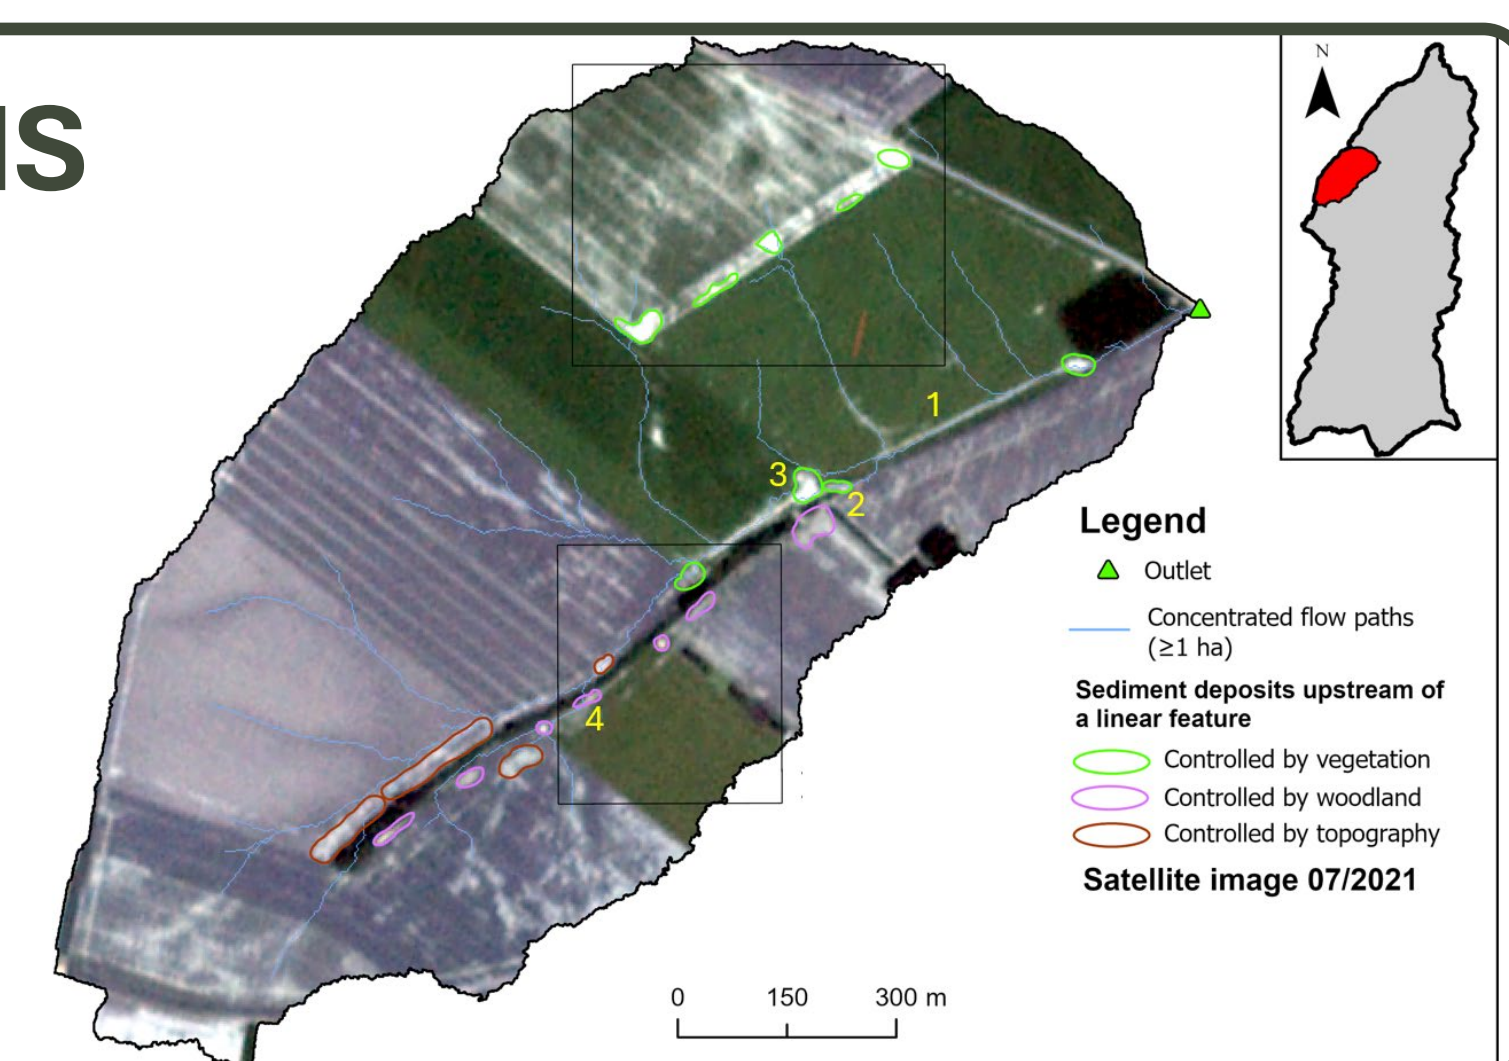 IS
N
1
3
2
4
Legend
Outlet
Concentrated flow paths
(≥1 ha)
Sediment deposits upstream of
a linear feature
Controlled by vegetation
Controlled by woodland
Controlled by topography
Satellite image 07/2021
0 150 300 m